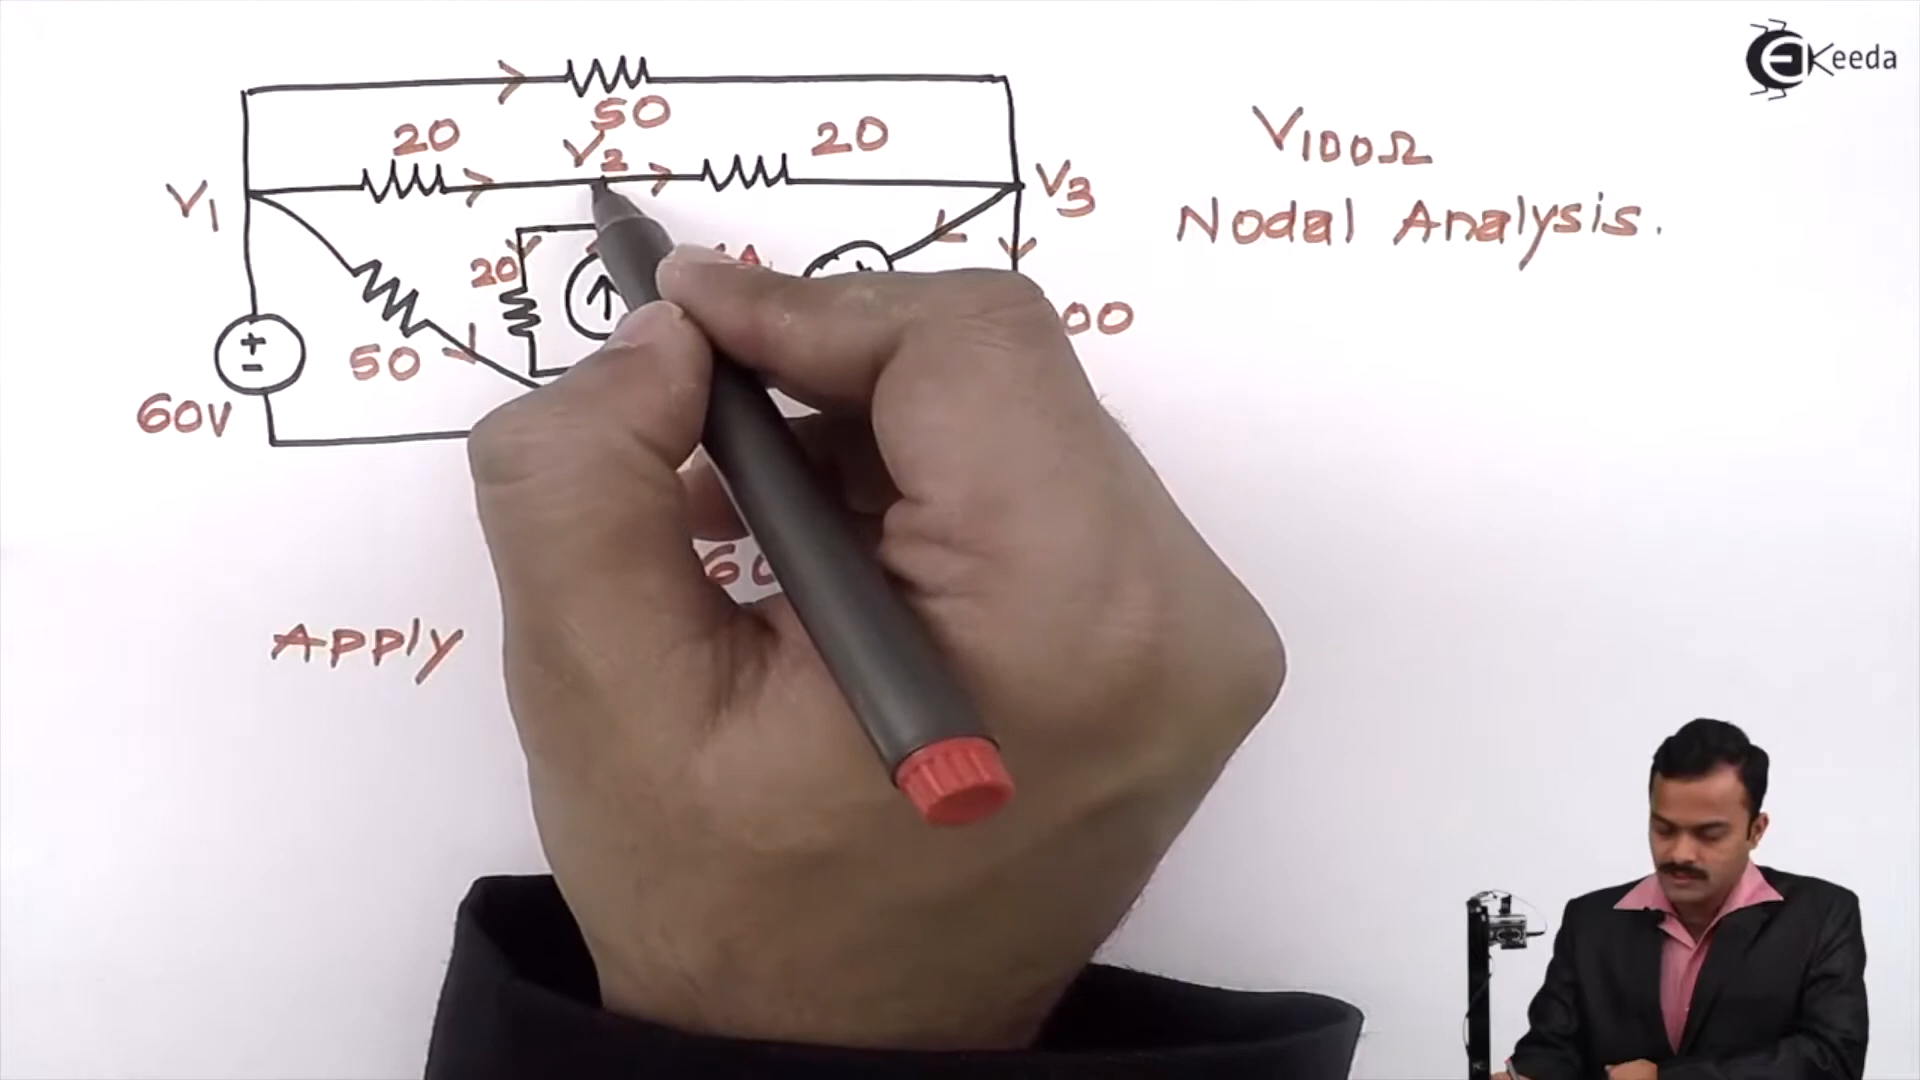 Keeda
50
20
V2
20
V100Ω
V1
V3
Nodal Analysis.
20
50
60V
Apply